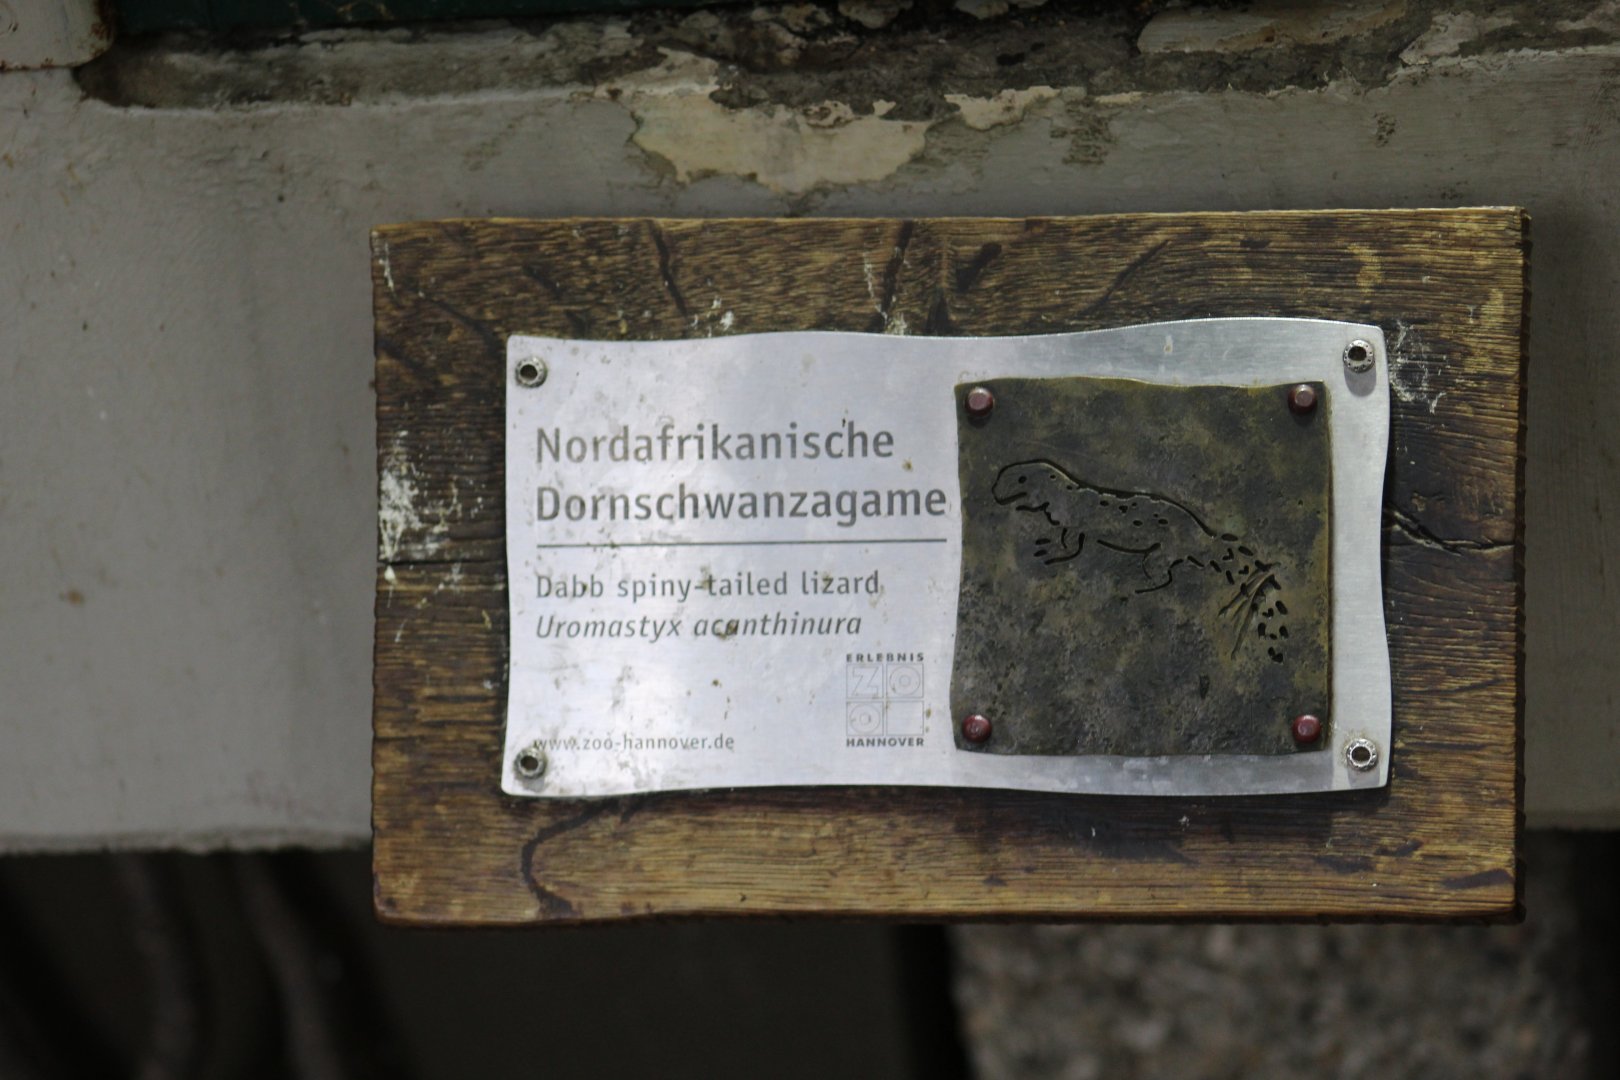 Nordafrikanische
Dornschwanzagame
Dabb spiny-tailed lizard
Uromastyx acanthinura
ERLEBNIS
ZOO
HANNOVER
www.zoo-hannover.de